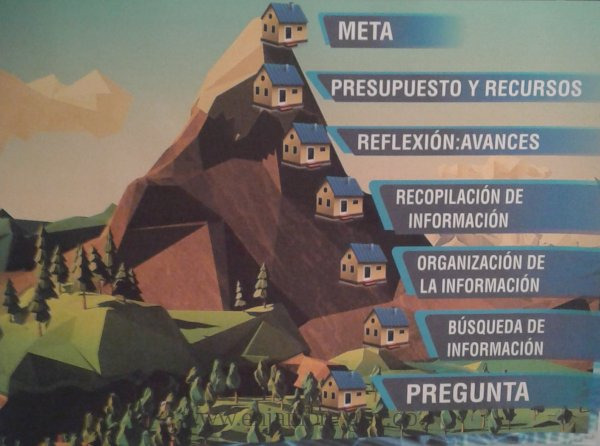 META
PRESUPUESTO Y RECURSOS
REFLEXIÓN:AVANCES
RECOPILACIÓN DE
INFORMACIÓN
ORGANIZACIÓN DE
LA INFORMACIÓN
BÚSQUEDA DE
INFORMACIÓN
PREGUNTA